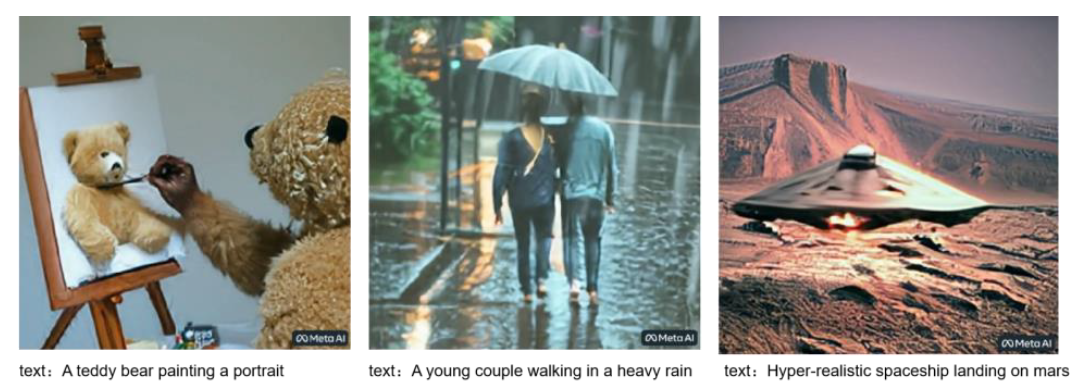 Meta AI
Meta AI
Meta AI
text：A teddy bear painting a portrait
text：A young couple walking in a heavy rain
text：Hyper-realistic spaceship landing on mars